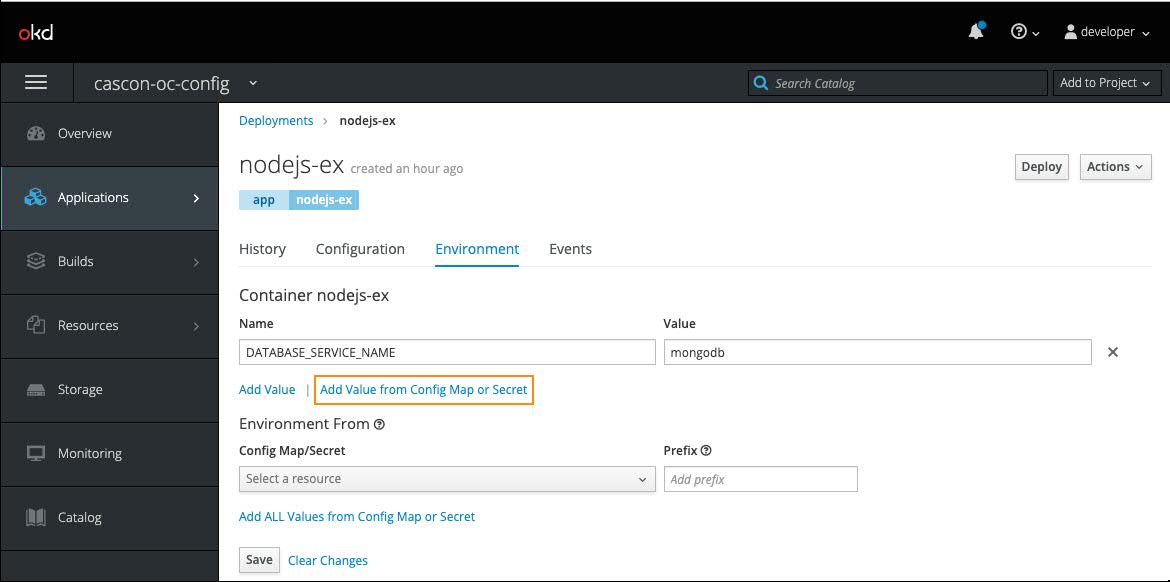 okd
developer
cascon-oc-config
Search Catalog
Add to Project
Overview
Applications
Builds
Resources
Storage
Monitoring
Catalog
Deployments > nodejs-ex
nodejs-ex created an hour ago
Deploy
Actions
app nodejs-ex
History Configuration Environment Events
Container nodejs-ex
Name Value
DATABASE_SERVICE_NAME mongodb
Add Value | Add Value from Config Map or Secret
Environment From
Config Map/Secret Prefix
Select a resource Add prefix
Add ALL Values from Config Map or Secret
Save Clear Changes